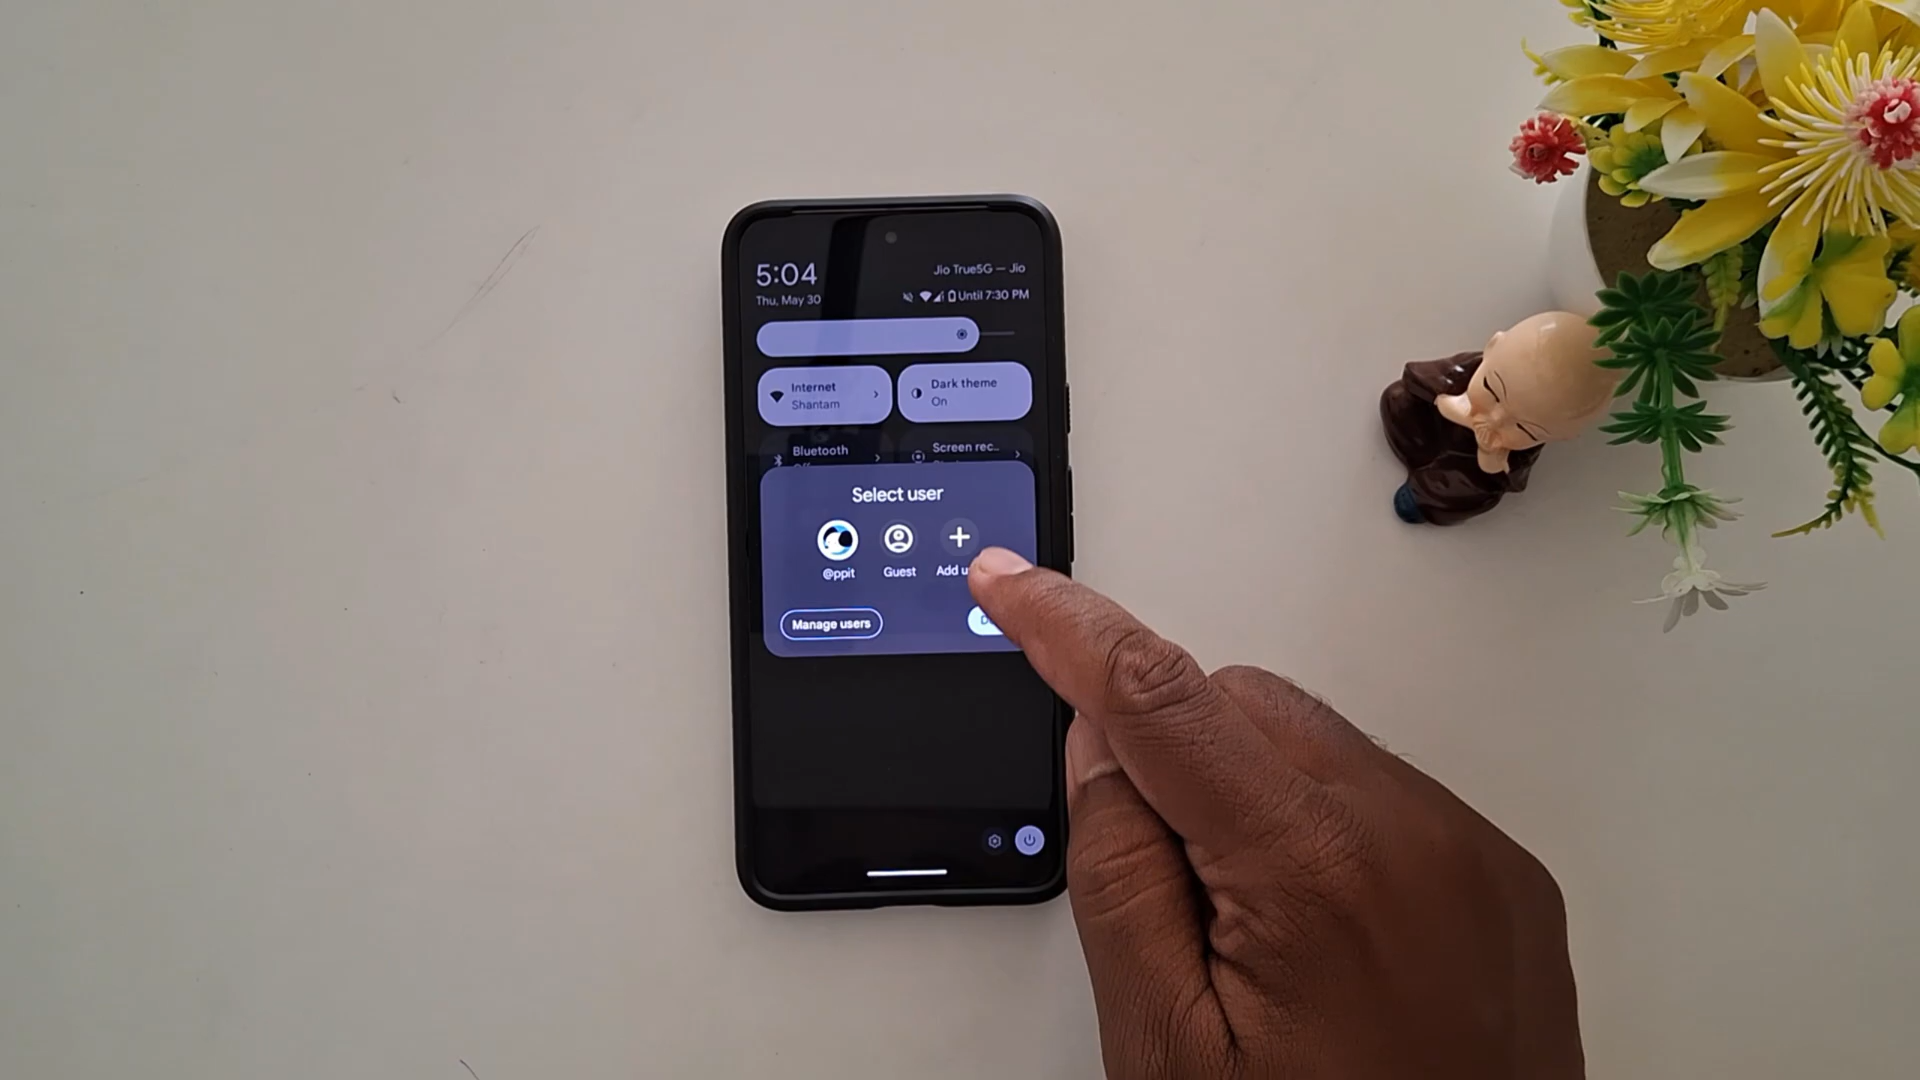 5:04
Jio True5G — Jio
Thu, May 30
Until 7:30 PM
Internet
Shantam
Dark theme
On
Bluetooth
Screen rec..
Select user
@ppit
Guest
Add
Manage users